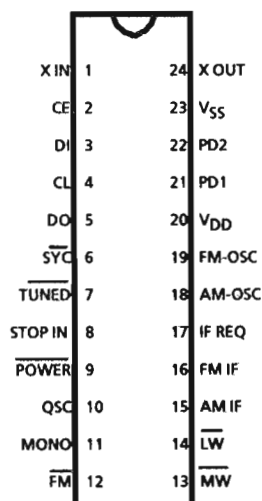 X IN 1 24 X OUT
CE 2 23 VSS
DI 3 22 PD2
CL 4 21 PD1
DO 5 20 VDD
SYC 6 19 FM-OSC
TUNED 7 18 AM-OSC
STOP IN 8 17 IF REQ
POWER 9 16 FM IF
QSC 10 15 AM IF
MONO 11 14 LW
FM 12 13 MW